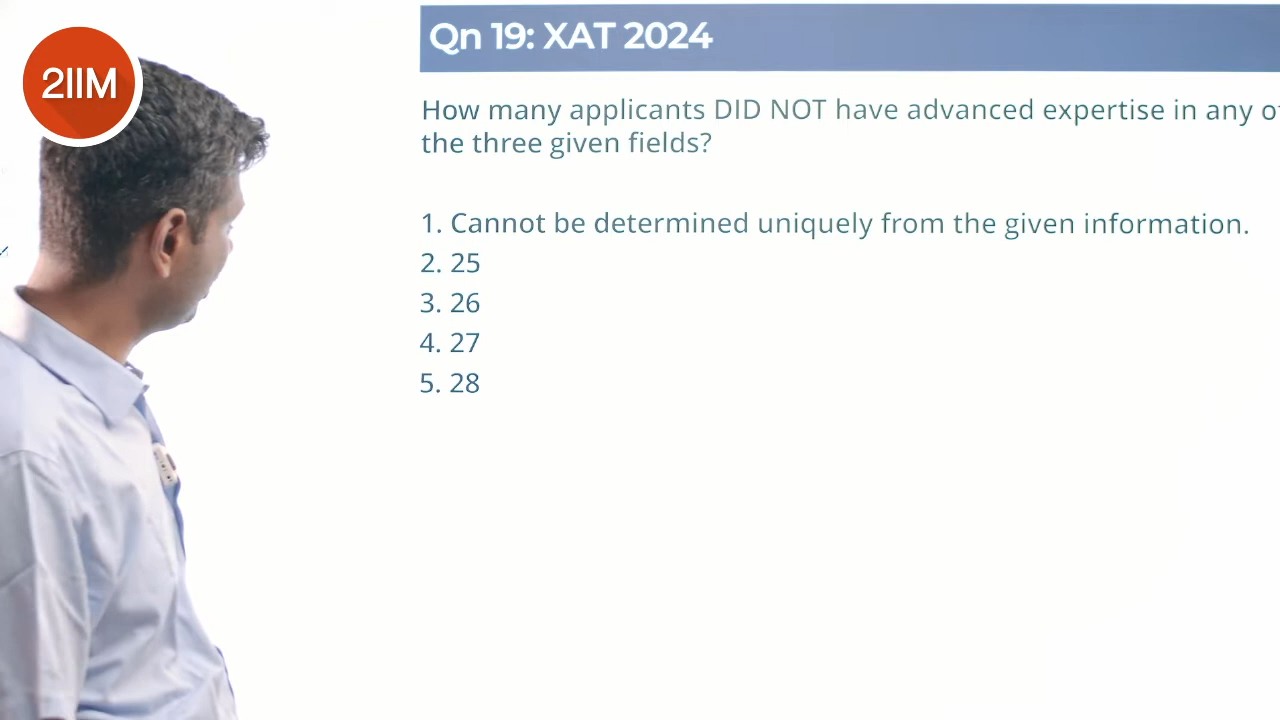 2IIM
Qn 19: XAT 2024
How many applicants DID NOT have advanced expertise in any
the three given fields?
1. Cannot be determined uniquely from the given information.
2. 25
3. 26
4. 27
5. 28